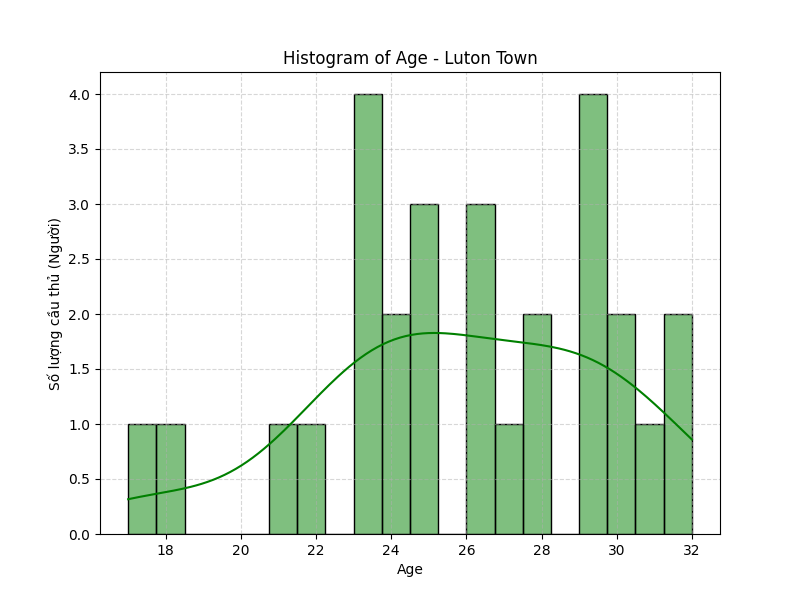 Histogram of Age - Luton Town
Số lượng cầu thủ (Người)
4.0
3.5
3.0
2.5
2.0
1.5
1.0
0.5
0.0
18 20 22 24 26 28 30 32
Age